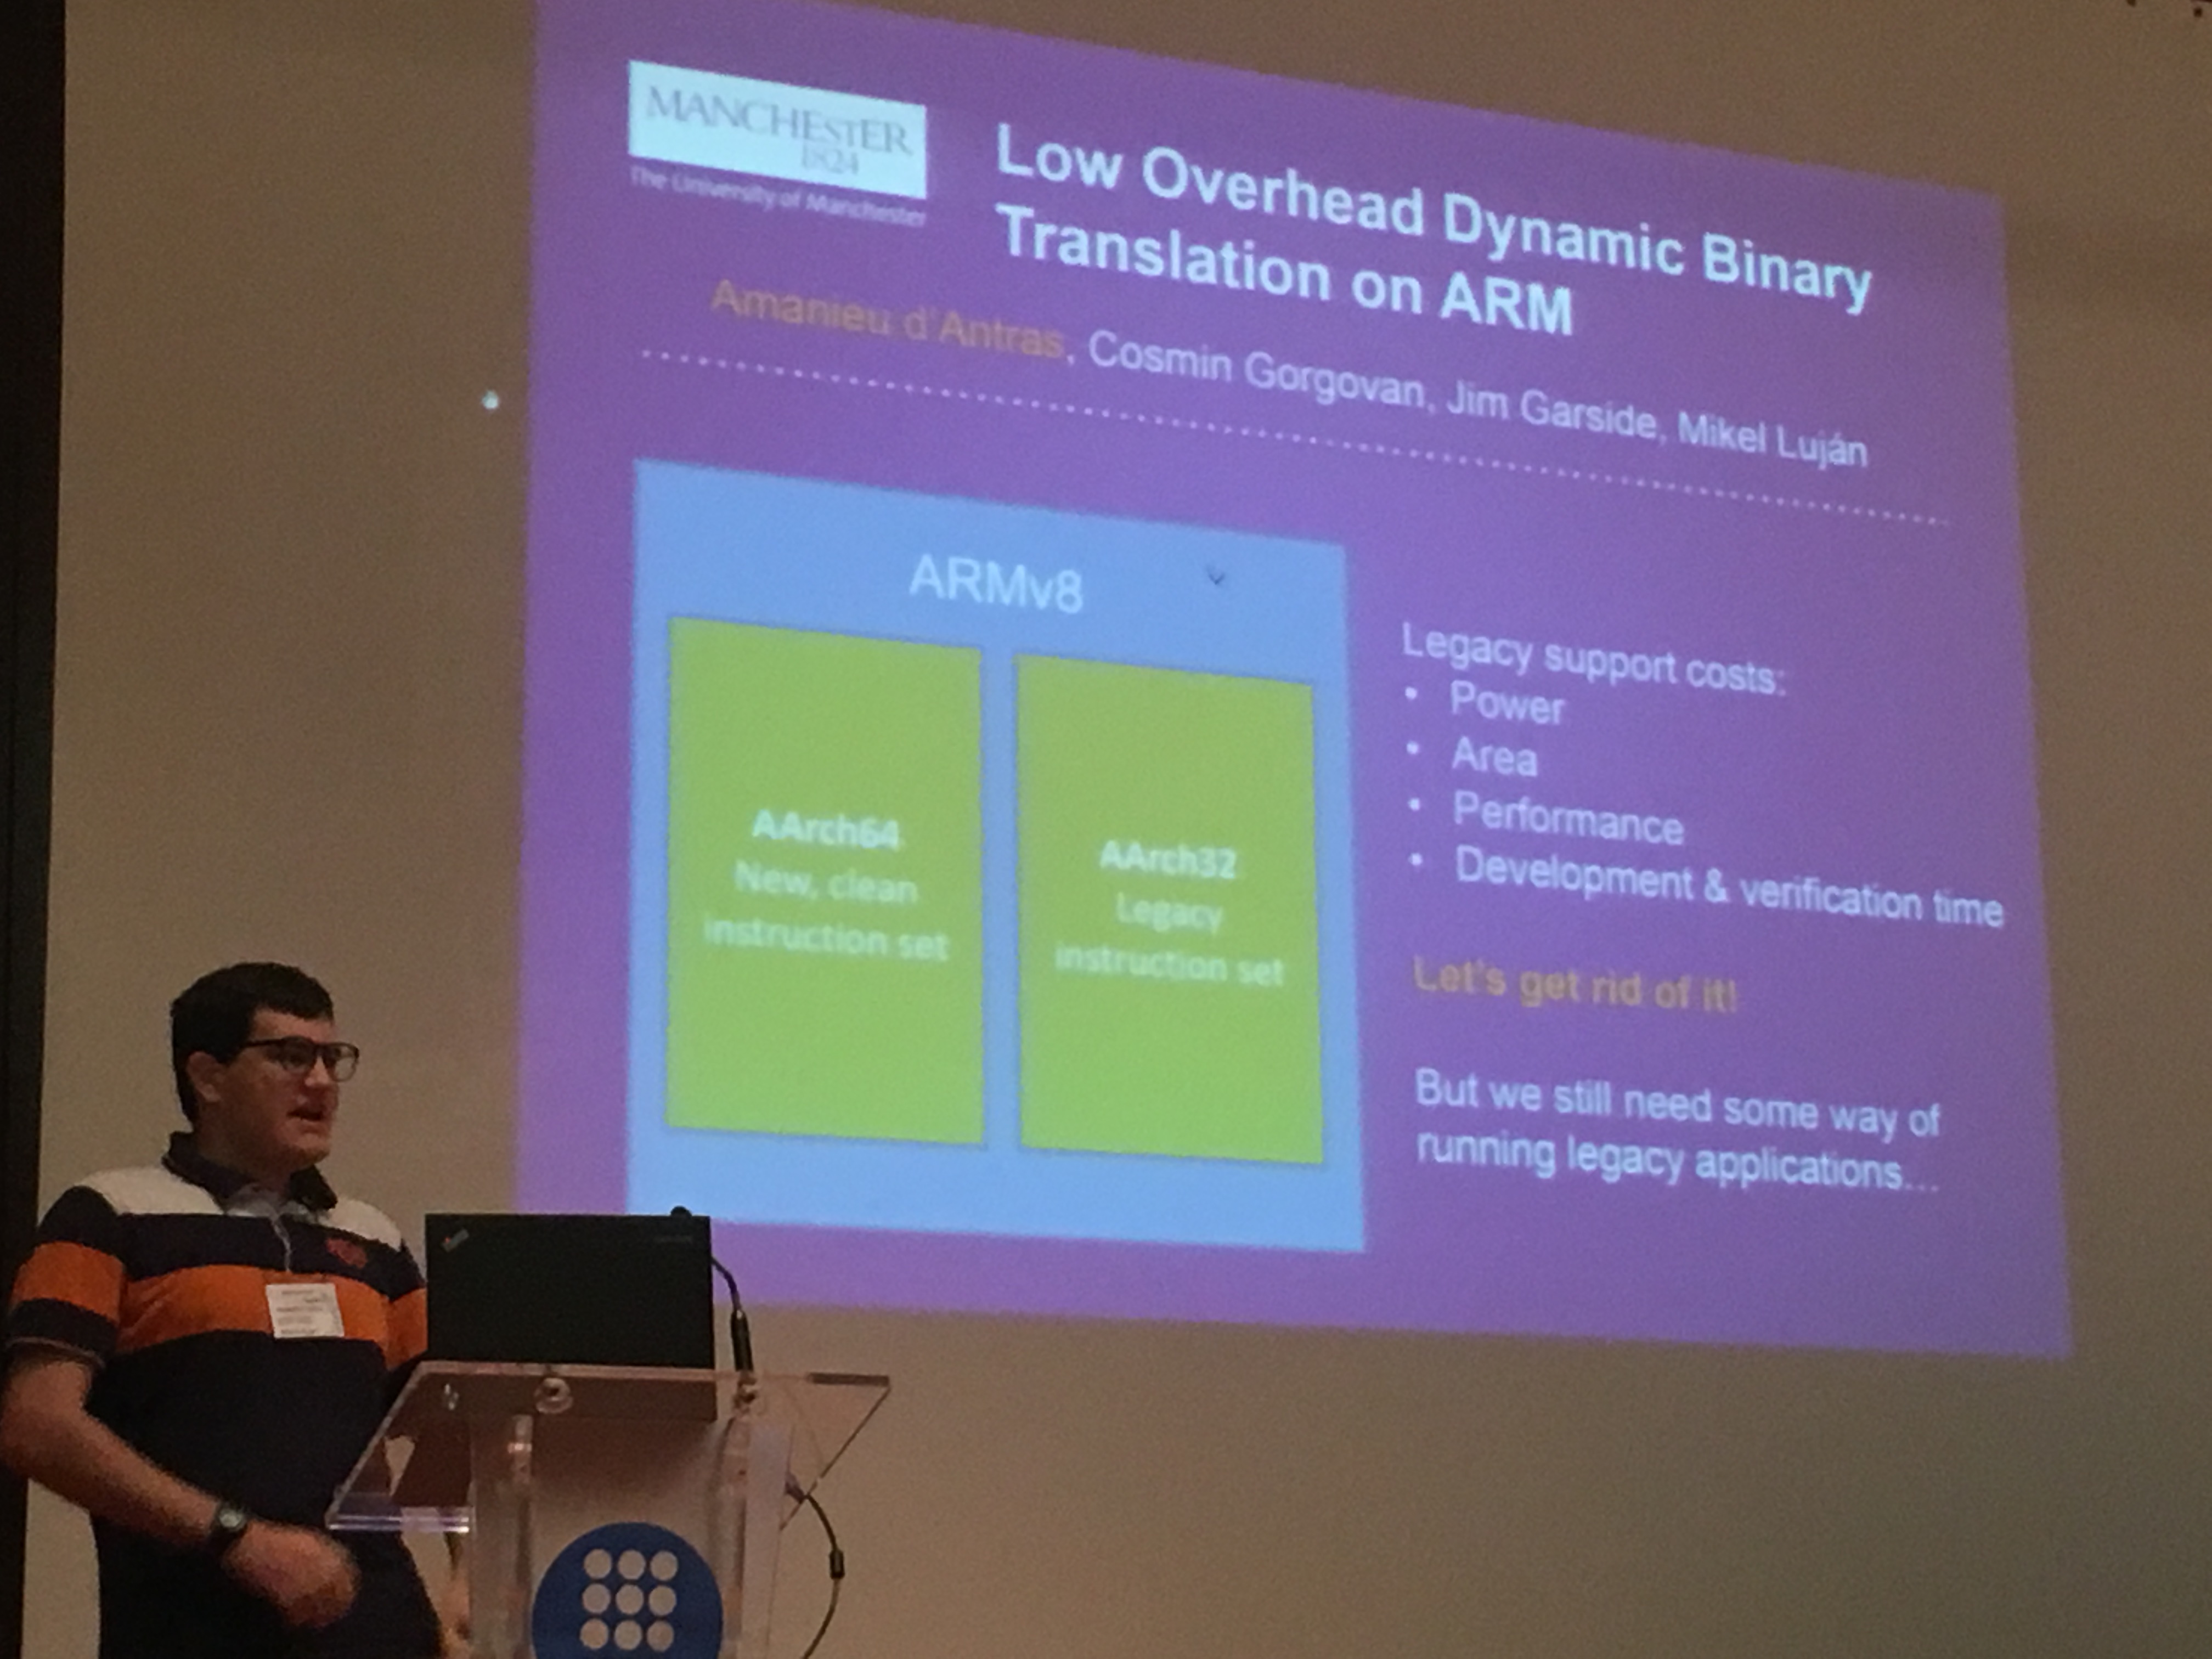 MANCHESTER
1824
The University of Manchester
Low Overhead Dynamic Binary
Translation on ARM
Amanieu d'Antras, Cosmin Gorgovan, Jim Garside, Mikel Luján
ARMv8
AArch64
New, clean
instruction set
AArch32
Legacy
instruction set
Legacy support costs:
• Power
• Area
• Performance
• Development & verification time
Let's get rid of it!
But we still need some way of
running legacy applications...